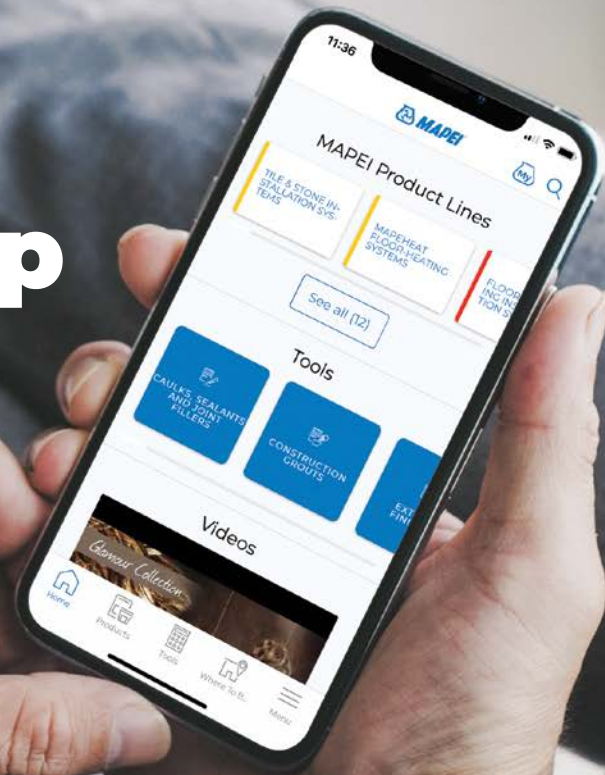 p
11:36
MAPEI
My
MAPEI Product Lines
TILE & STONE IN-
STALLATION SYS-
TEMS
MAPEHEAT
FLOOR-HEATING
SYSTEMS
FLOOR
ING INS
TION S
See all (12)
Tools
CAULKS, SEALANTS
AND JOINT
FILLERS
CONSTRUCTION
GROUTS
EXT
FIN
Videos
Glamour Collection
Home
Products
Tools
Where To B...
Menu